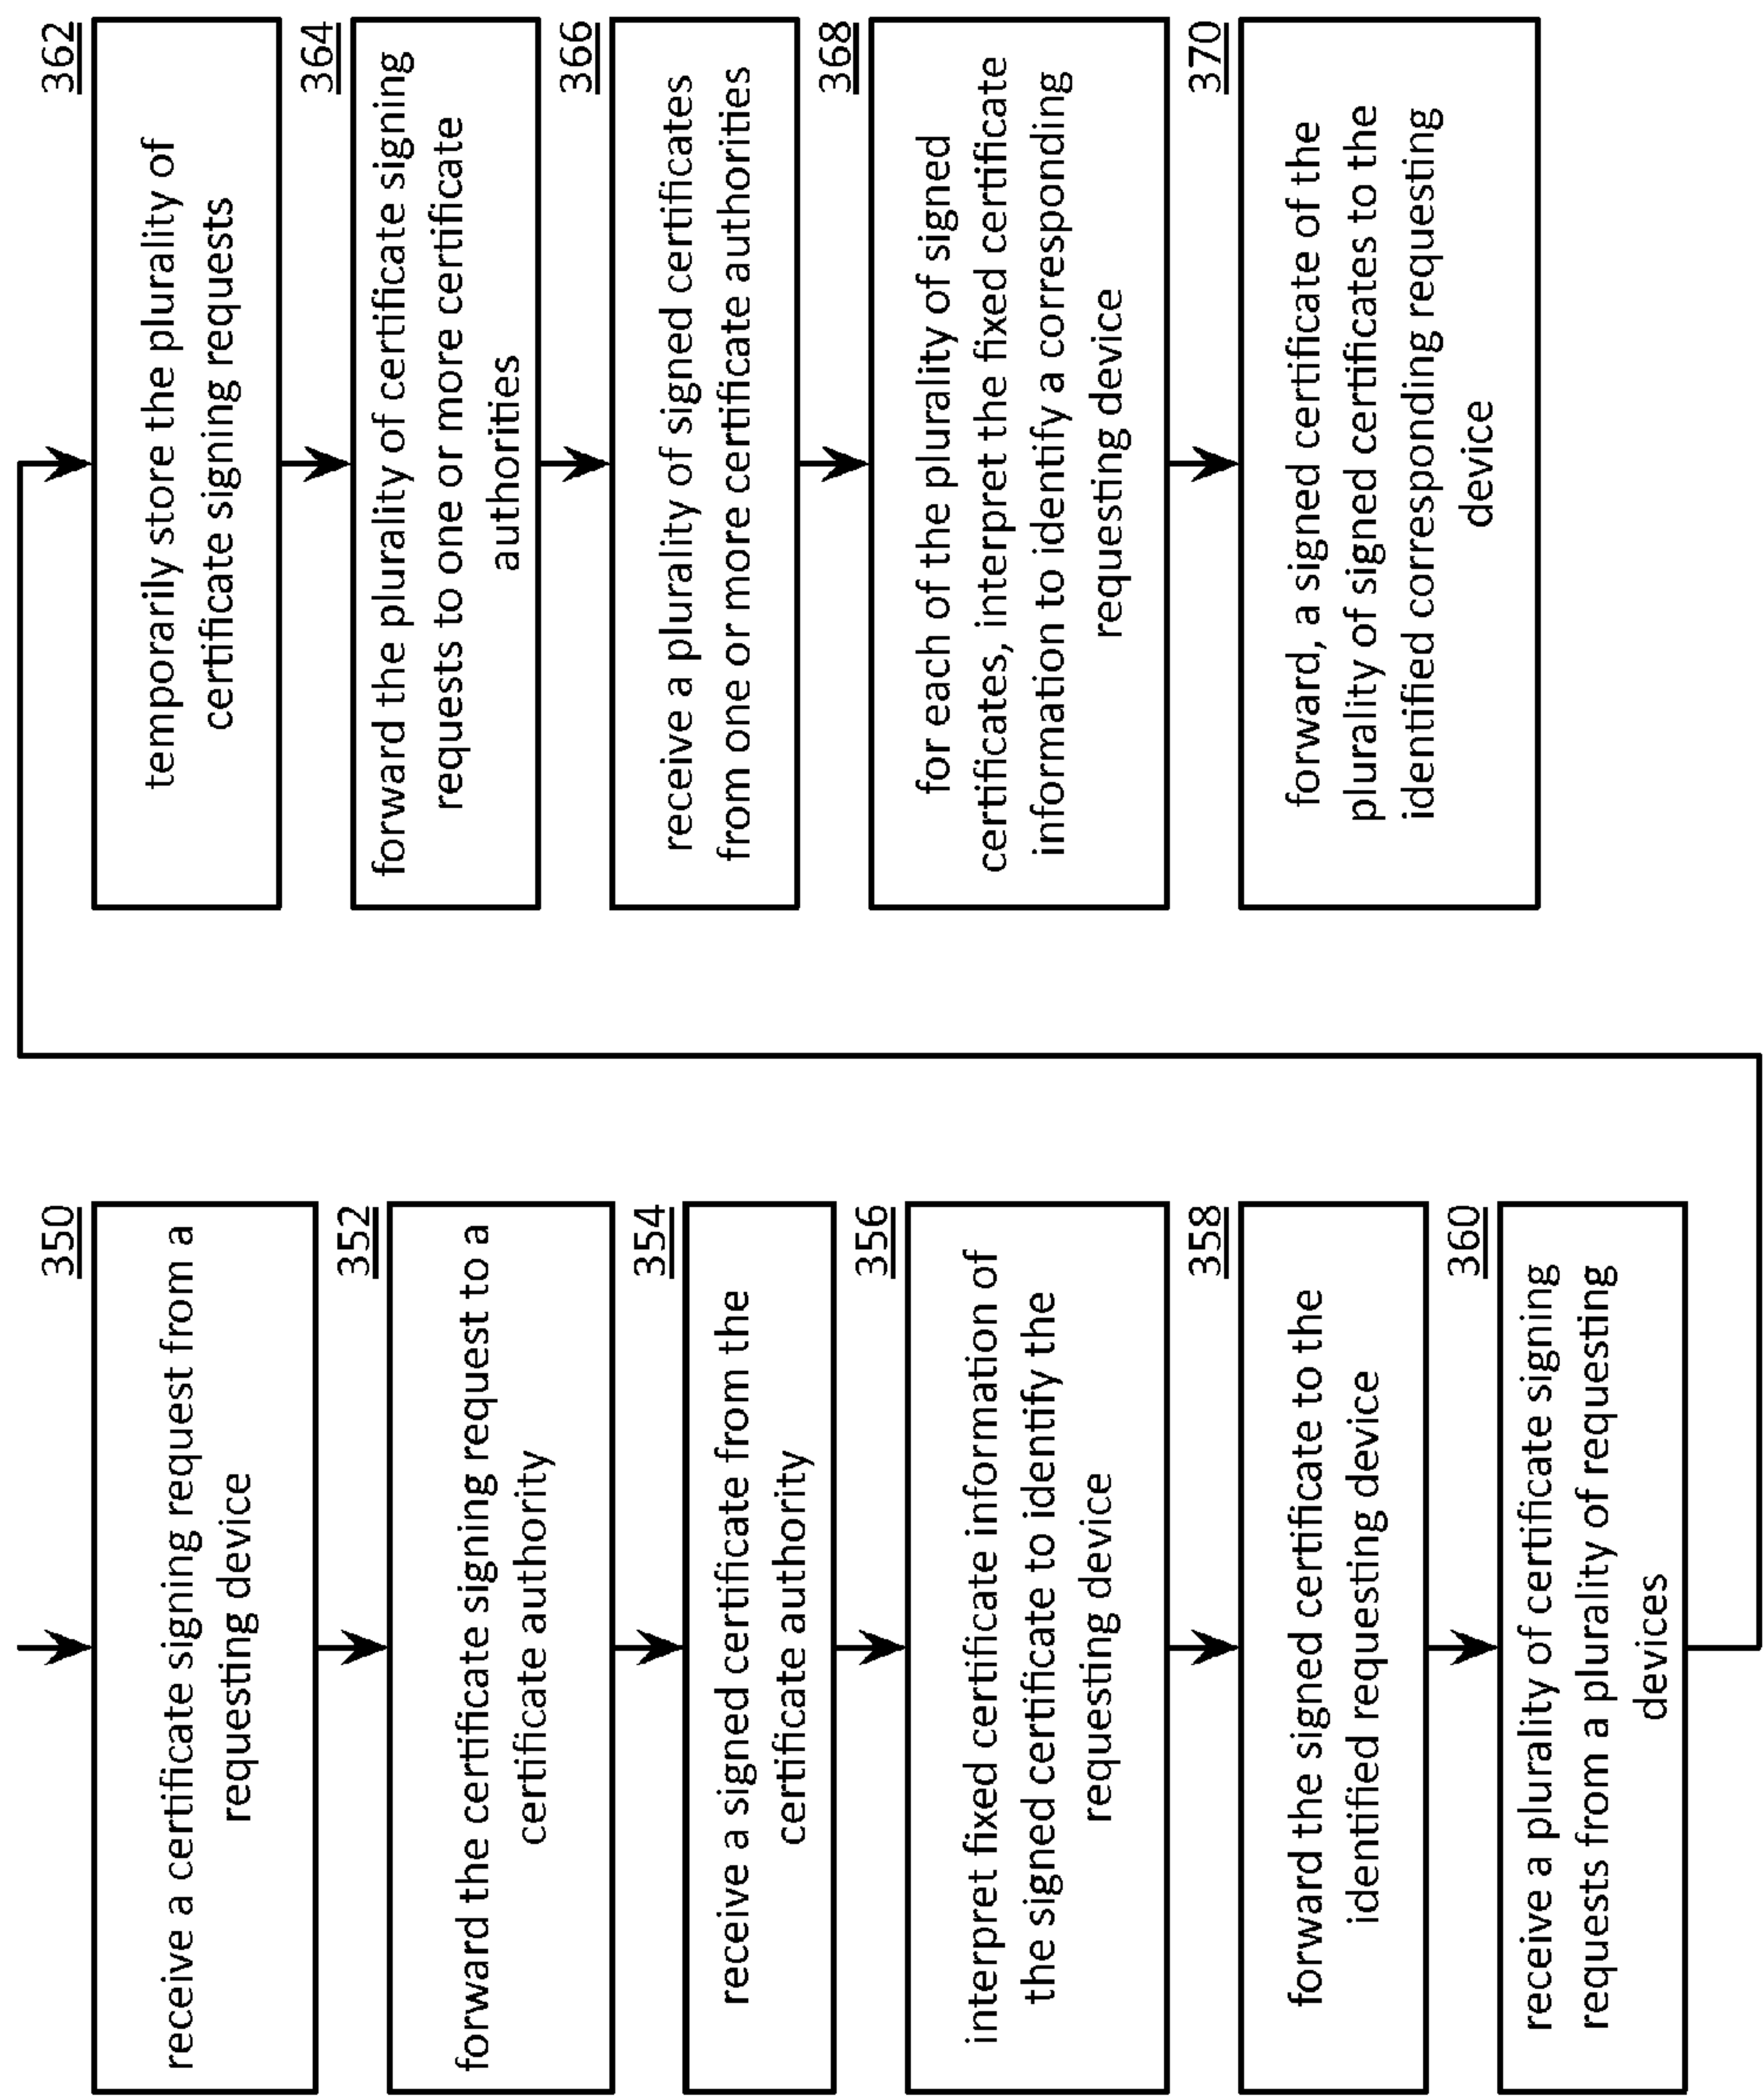 350
receive a certificate signing request from a
requesting device
352
forward the certificate signing request to a
certificate authority
354
receive a signed certificate from the
certificate authority
356
interpret fixed certificate information of
the signed certificate to identify the
requesting device
358
forward the signed certificate to the
identified requesting device
360
receive a plurality of certificate signing
requests from a plurality of requesting
devices
362
temporarily store the plurality of
certificate signing requests
364
forward the plurality of certificate signing
requests to one or more certificate
authorities
366
receive a plurality of signed certificates
from one or more certificate authorities
368
for each of the plurality of signed
certificates, interpret the fixed certificate
information to identify a corresponding
requesting device
370
forward, a signed certificate of the
plurality of signed certificates to the
identified corresponding requesting
device